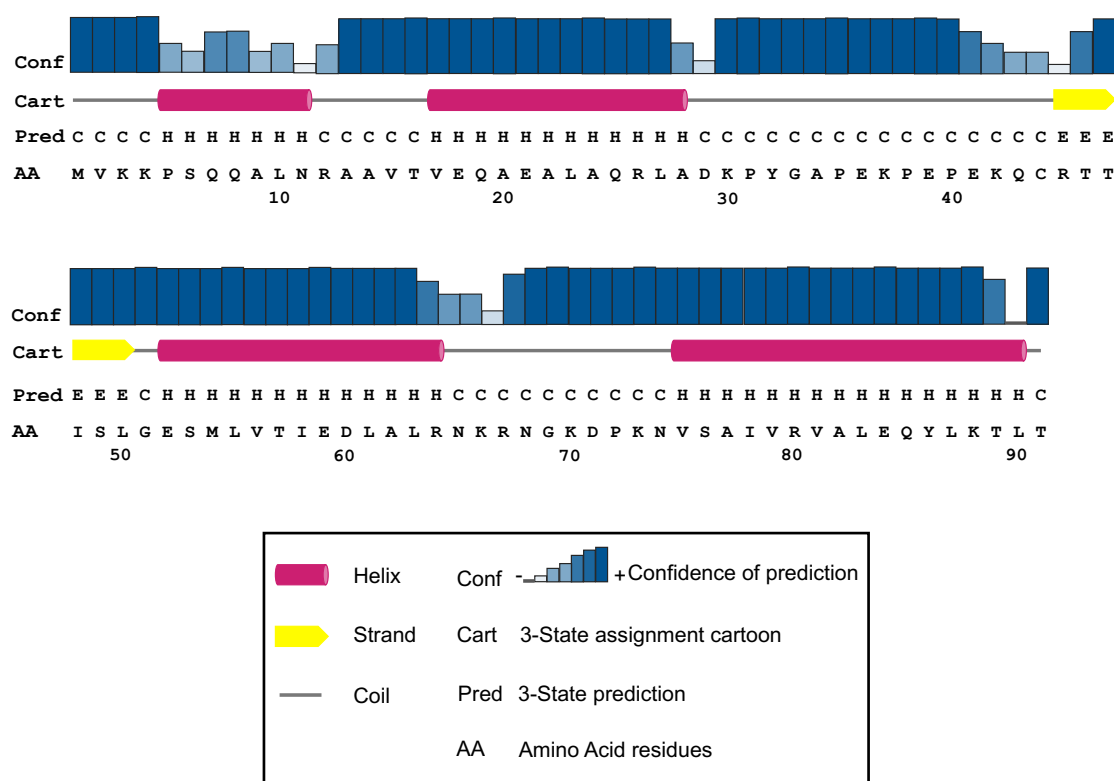 Conf
Cart
Pred C C C C H H H H H H H C C C C C H H H H H H H H H H H H C C C C C C C C C C C C C C C C E E E
AA M V K K P S Q Q A L N R A A V T V E Q A E A L A Q R L A D K P Y G A P E K P E P E K Q C R T T
10 20 30 40
Conf
Cart
Pred E E E C H H H H H H H H H H H H H C C C C C C C C C C H H H H H H H H H H H H H H H H C
AA I S L G E S M L V T I E D L A L R N K R N G K D P K N V S A I V R V A L E Q Y L K T L T
50 60 70 80 90
Helix Conf - + Confidence of prediction
Strand Cart 3-State assignment cartoon
Coil Pred 3-State prediction
AA Amino Acid residues